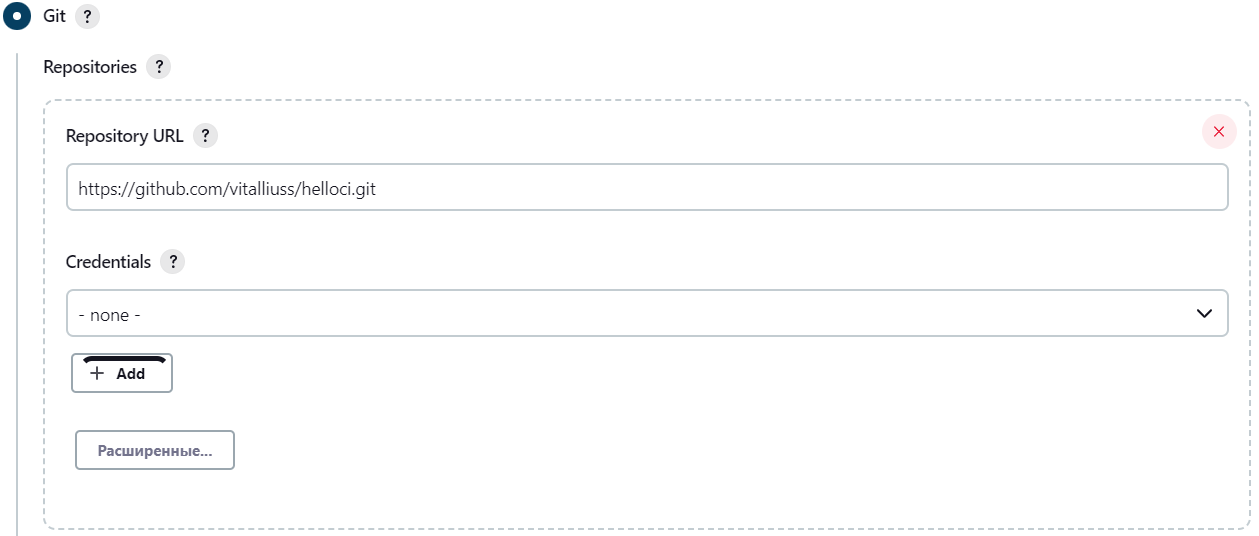 Git ?
Repositories ?
Repository URL ?
https://github.com/vitalliuss/helloci.git
Credentials ?
- none -
+ Add
Расширенные...